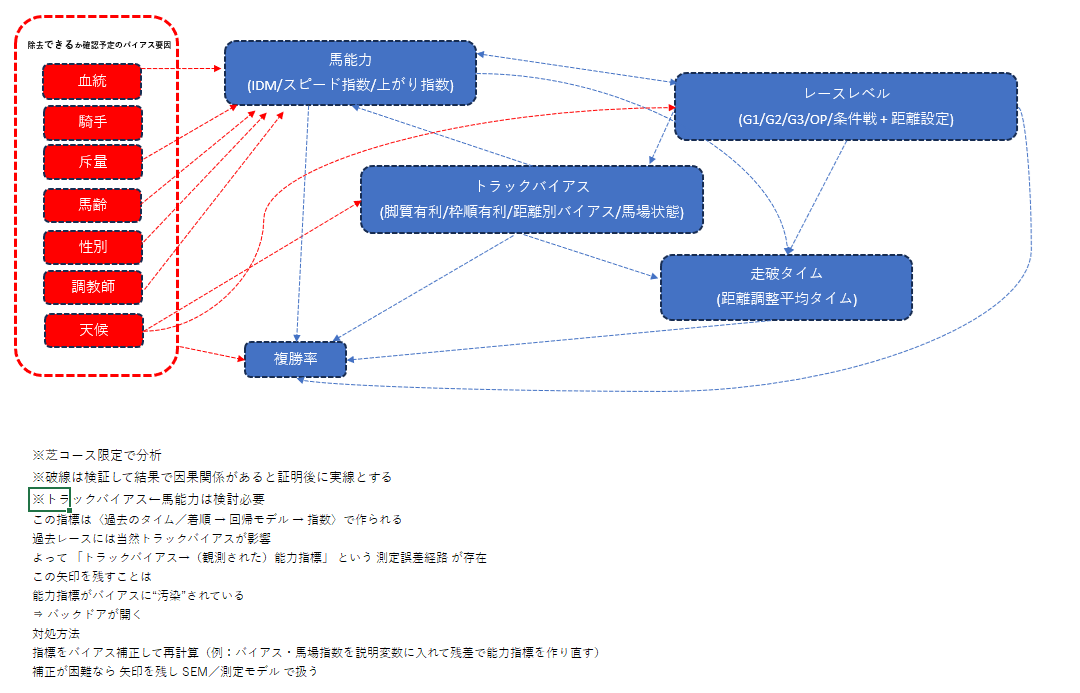 除去できるか確認予定のバイアス要因
血統
騎手
斥量
馬齢
性別
調教師
天候
馬能力
(IDM/スピード指数/上がり指数)
レースレベル
(G1/G2/G3/OP/条件戦＋距離設定)
トラックバイアス
(脚質有利/枠順有利/距離別バイアス/馬場状態)
走破タイム
(距離調整平均タイム)
複勝率
※芝コース限定で分析
※破線は検証して結果で因果関係があると証明後に実線とする
※トラックバイアス←馬能力は検討必要
この指標は〈過去のタイム／着順 → 回帰モデル → 指数〉で作られる
過去レースには当然トラックバイアスが影響
よって 「トラックバイアス→（観測された）能力指標」 という 測定誤差経路 が存在
この矢印を残すことは
能力指標がバイアスに“汚染”されている
⇒ バックドアが開く
対処方法
指標をバイアス補正して再計算（例：バイアス・馬場指数を説明変数に入れて残差で能力指標を作り直す）
補正が困難なら 矢印を残し SEM／測定モデル で扱う